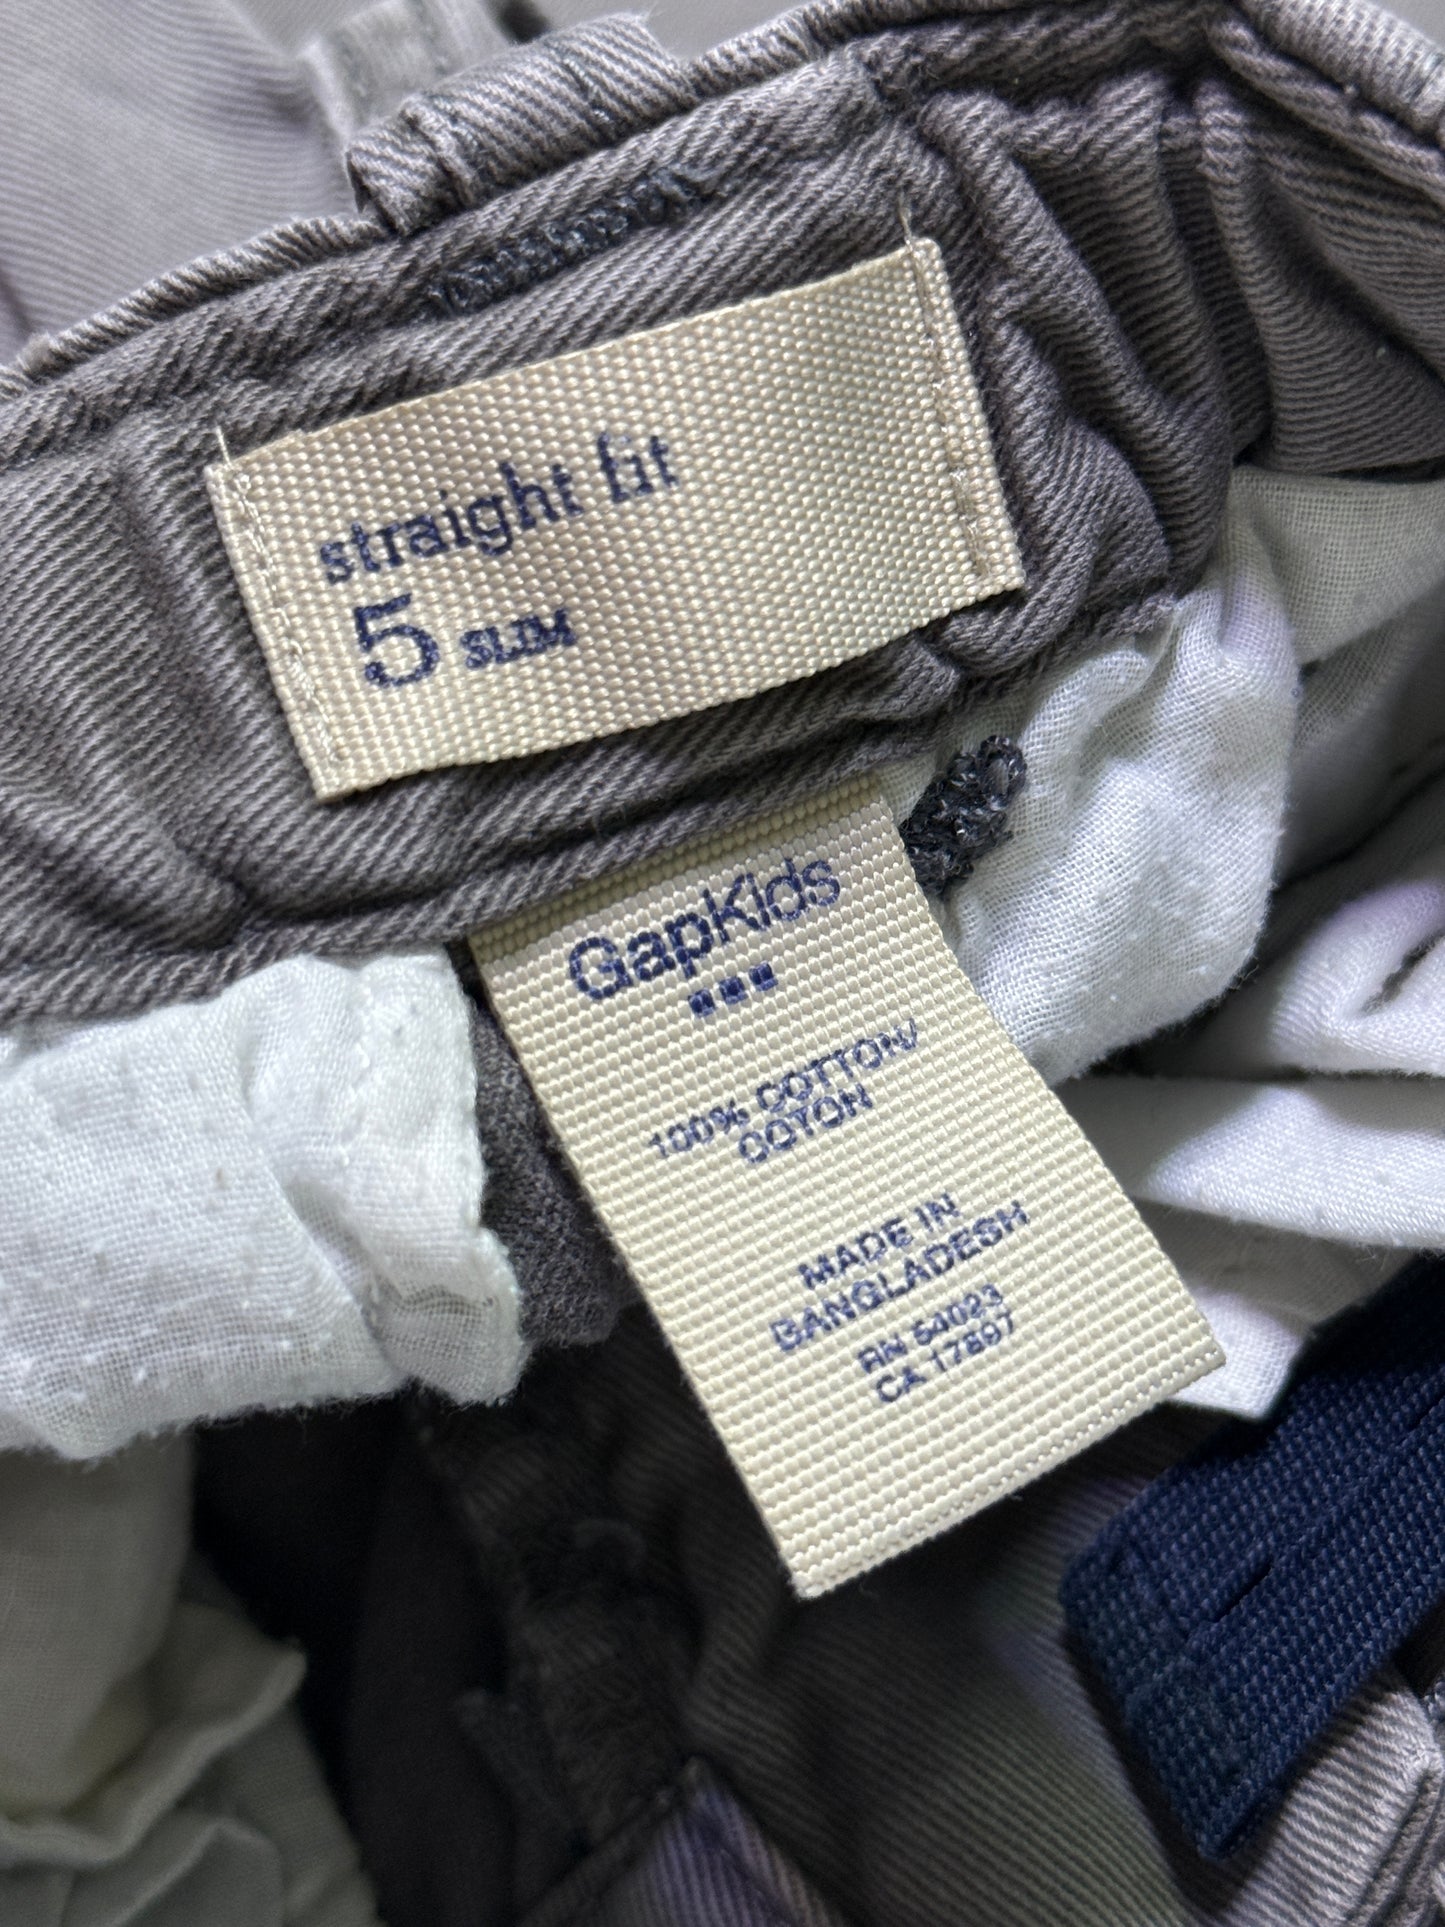 straight fit
5 SLIM
GapKids
100% COTTON/
COTON
MADE IN
BANGLADESH
RN 54023
CA 17897